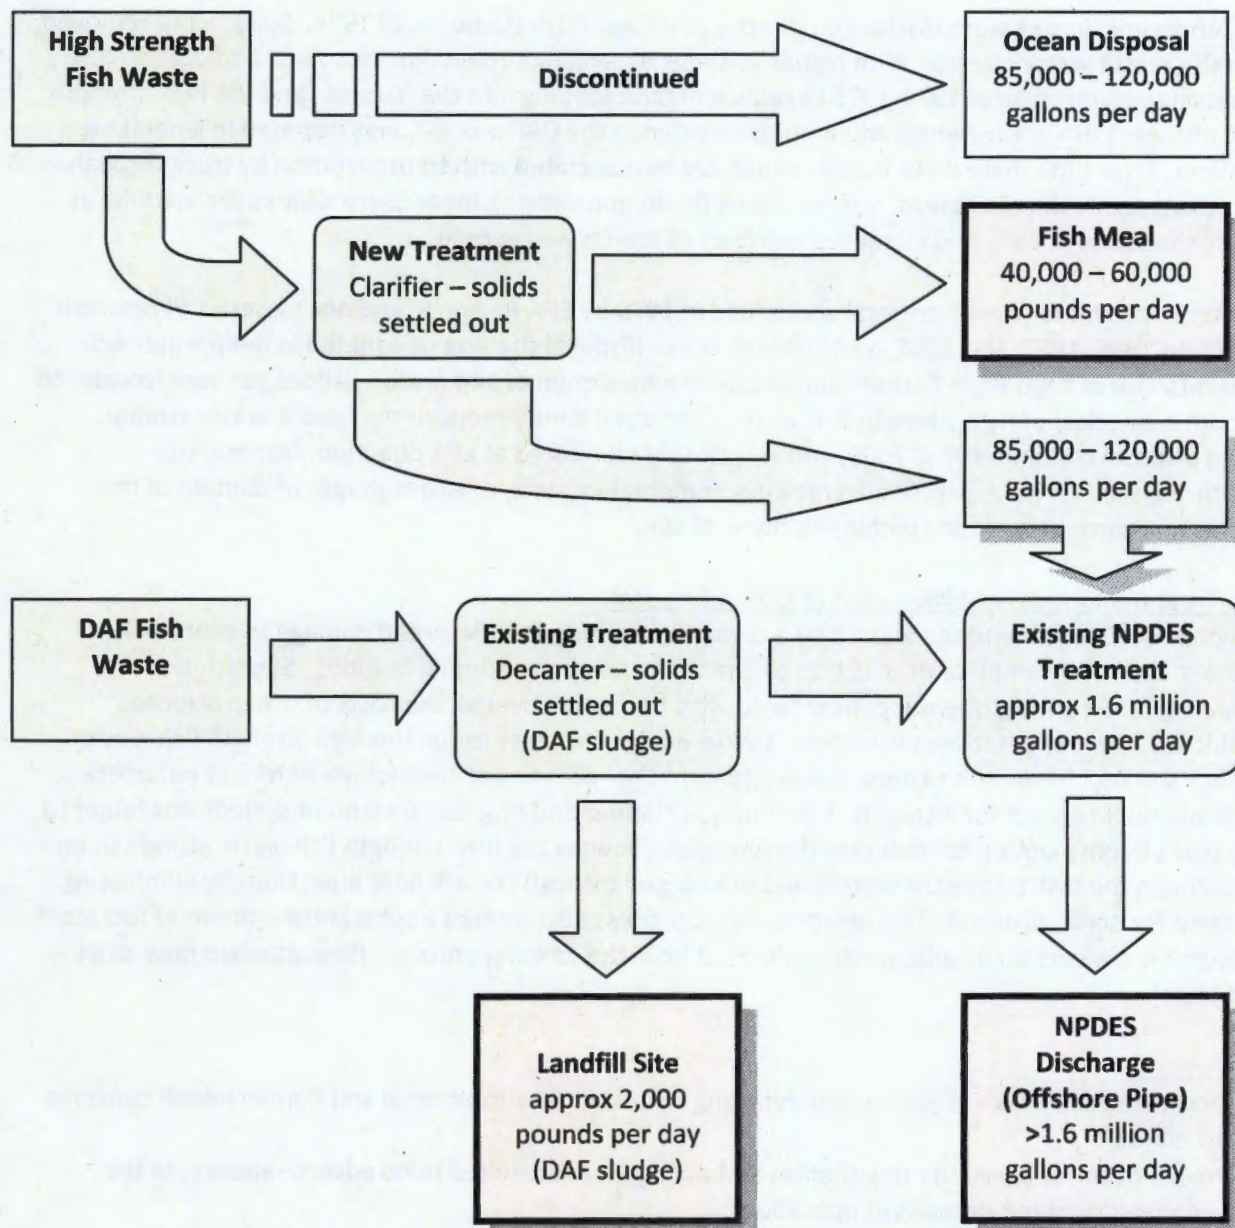 High Strength
Fish Waste
Discontinued
Ocean Disposal
85,000 – 120,000
gallons per day
New Treatment
Clarifier – solids
settled out
Fish Meal
40,000 – 60,000
pounds per day
85,000 – 120,000
gallons per day
DAF Fish
Waste
Existing Treatment
Decanter – solids
settled out
(DAF sludge)
Existing NPDES
Treatment
approx 1.6 million
gallons per day
Landfill Site
approx 2,000
pounds per day
(DAF sludge)
NPDES
Discharge
(Offshore Pipe)
>1.6 million
gallons per day